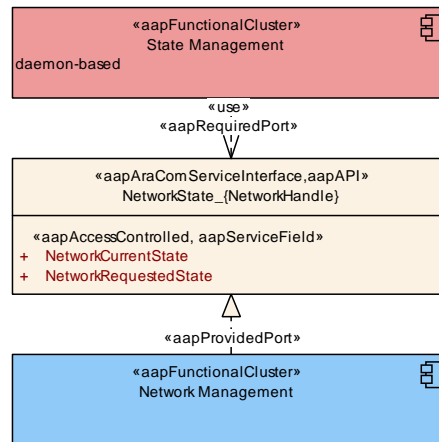 «aapFunctionalCluster»
State Management
daemon-based
«use»
«aapRequiredPort»
«aapAraComServiceInterface,aapAPI»
NetworkState_{NetworkHandle}
«aapAccessControlled, aapServiceField»
+ NetworkCurrentState
+ NetworkRequestedState
«aapProvidedPort»
«aapFunctionalCluster»
Network Management